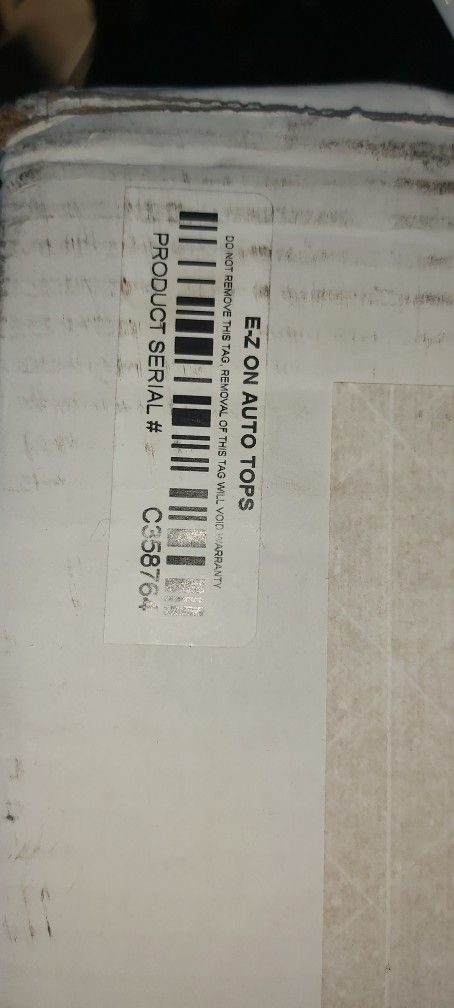 E-Z ON AUTO TOPS
DO NOT REMOVE THIS TAG, REMOVAL OF THIS TAG WILL VOID WARRANTY
PRODUCT SERIAL # C358764